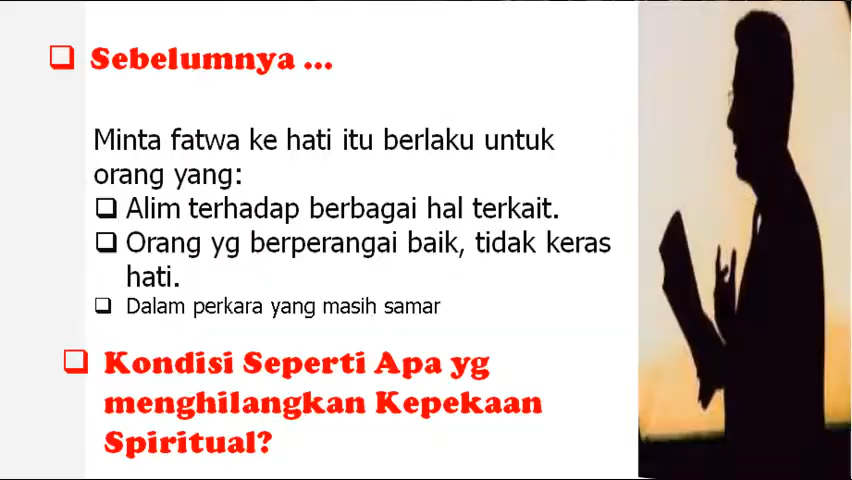 ❑ Sebelumnya ...
Minta fatwa ke hati itu berlaku untuk
orang yang:
❑ Alim terhadap berbagai hal terkait.
❑ Orang yg berperangai baik, tidak keras
hati.
❑ Dalam perkara yang masih samar
❑ Kondisi Seperti Apa yg
menghilangkan Kepekaan
Spiritual?